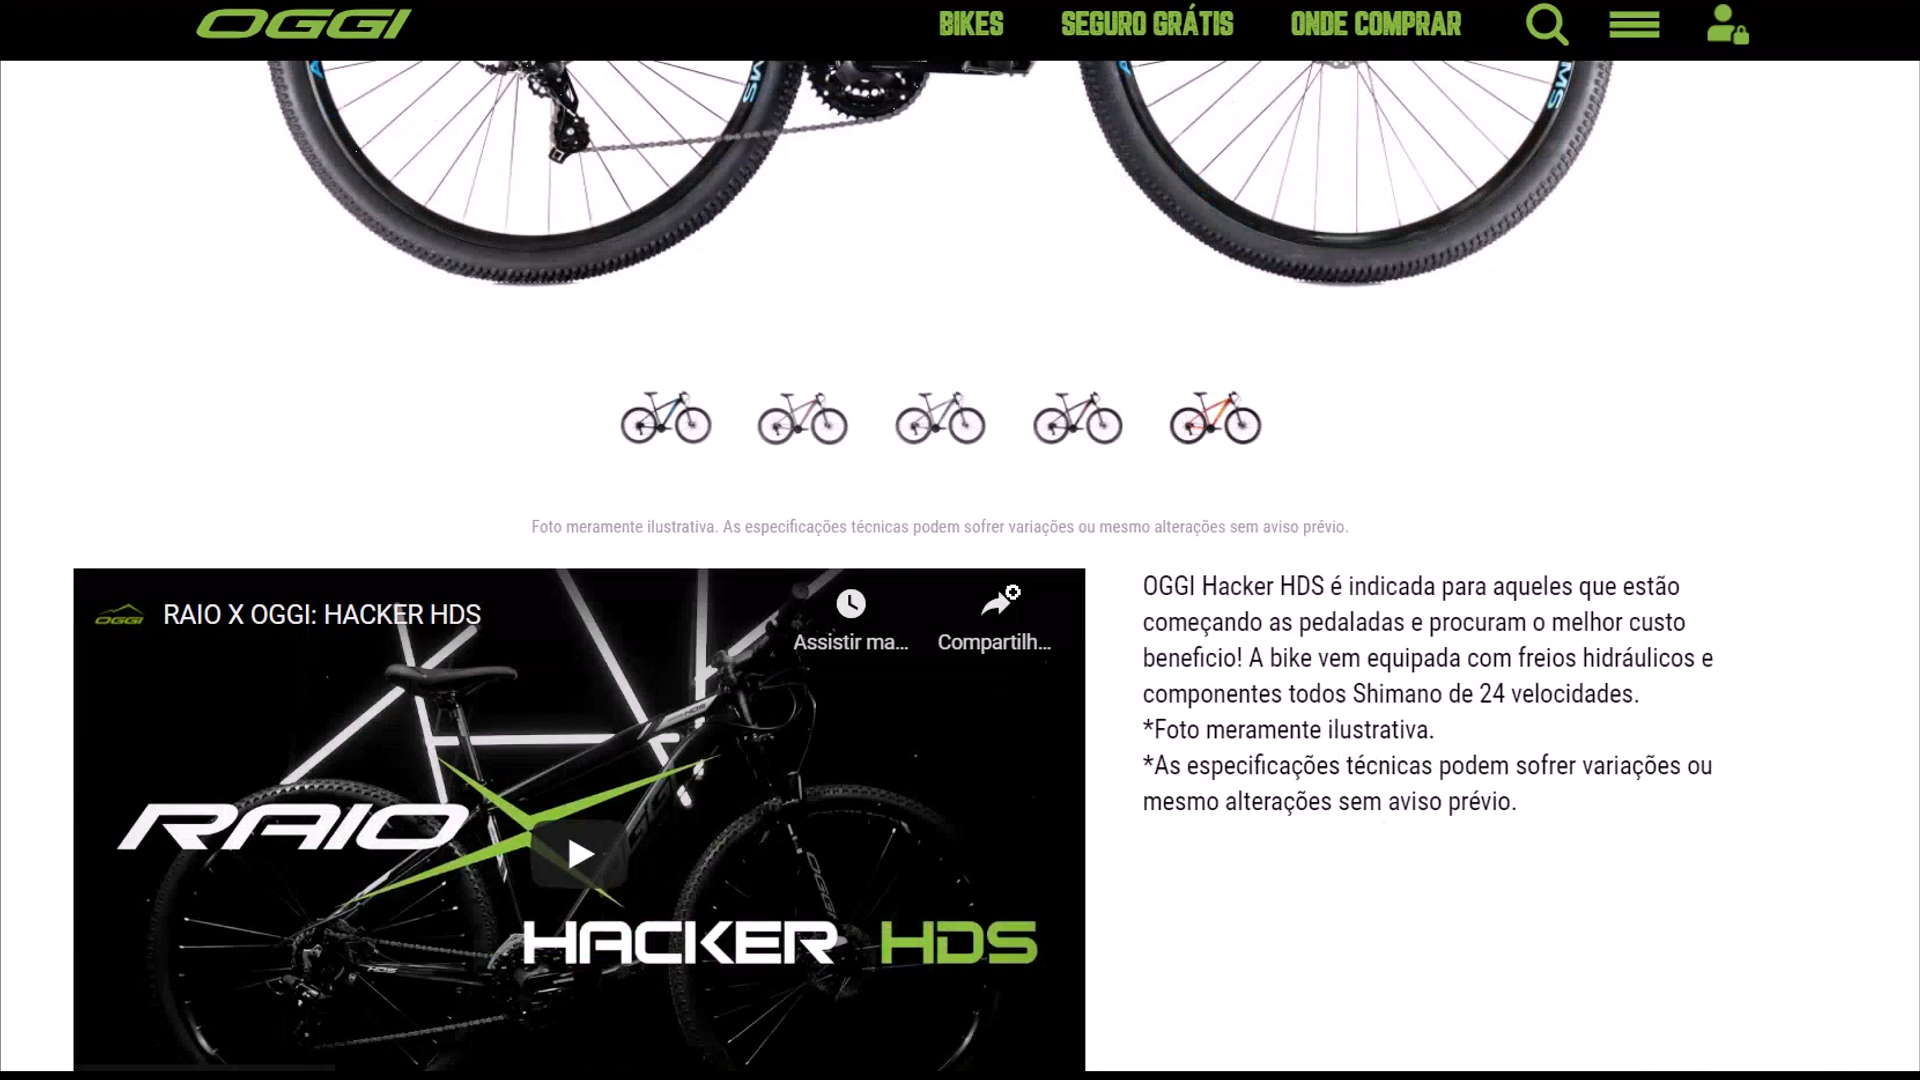 OGGI
BIKES SEGURO GRÁTIS ONDE COMPRAR
Foto meramente ilustrativa. As especificações técnicas podem sofrer variações ou mesmo alterações sem aviso prévio.
OGGI RAIO X OGGI: HACKER HDS
Assistir ma... Compartilh...
RAIO
HACKER HDS
OGGI Hacker HDS é indicada para aqueles que estão
começando as pedaladas e procuram o melhor custo
beneficio! A bike vem equipada com freios hidráulicos e
componentes todos Shimano de 24 velocidades.
*Foto meramente ilustrativa.
*As especificações técnicas podem sofrer variações ou
mesmo alterações sem aviso prévio.